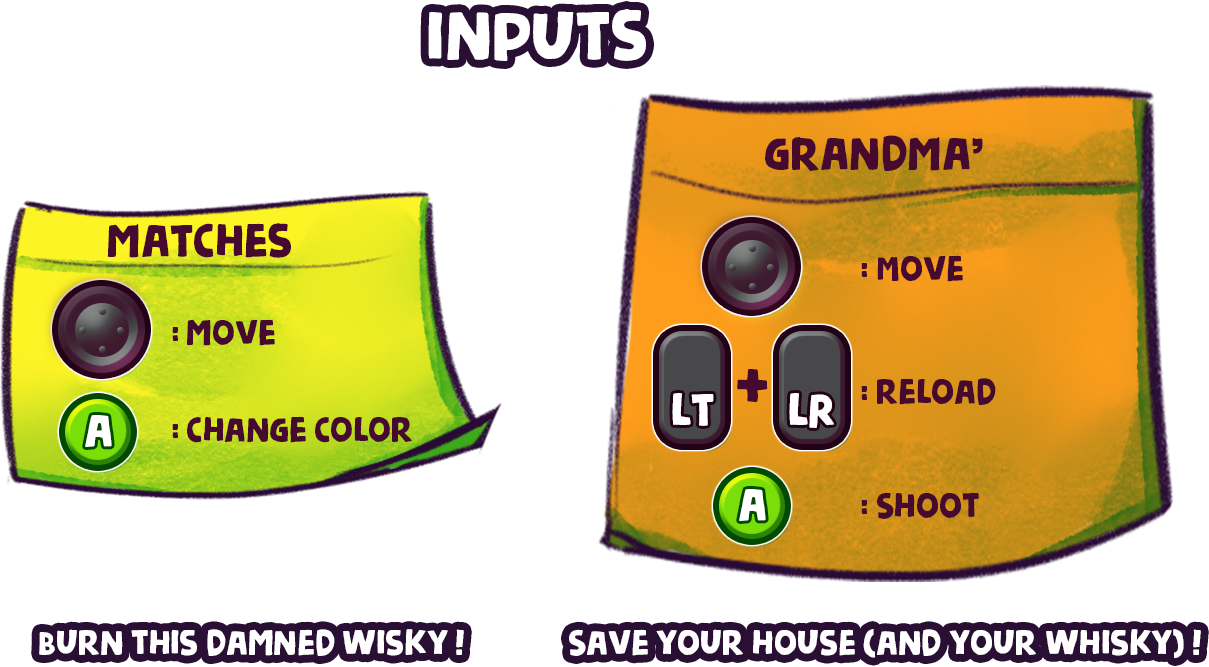 INPUTS
MATCHES
: MOVE
A : CHANGE COLOR
BURN THIS DAMNED WISKY !
GRANDMA'
: MOVE
LT + LR : RELOAD
A : SHOOT
SAVE YOUR HOUSE (AND YOUR WHISKY) !